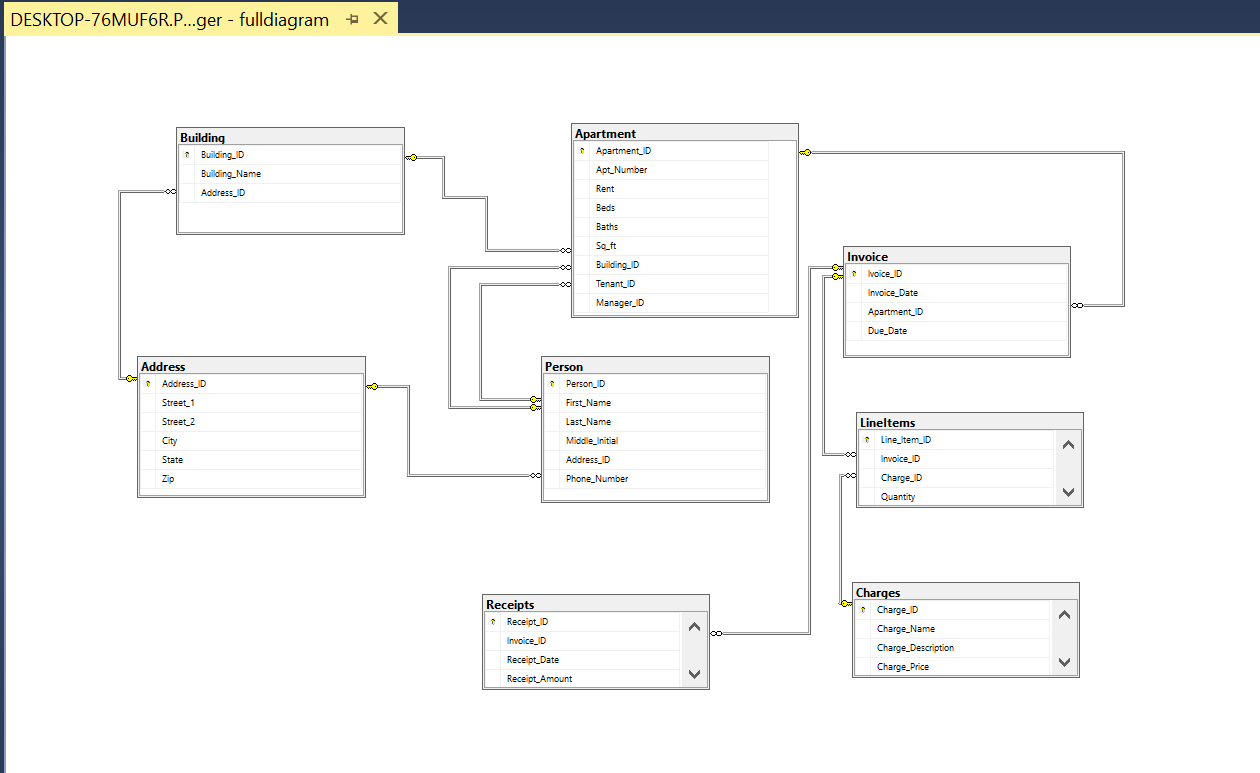 DESKTOP-76MUF6R.P...ger - fulldiagram
Building
Building_ID
Building_Name
Address_ID
Apartment
Apartment_ID
Apt_Number
Rent
Beds
Baths
Sq_ft
Building_ID
Tenant_ID
Manager_ID
Invoice
Ivoice_ID
Invoice_Date
Apartment_ID
Due_Date
Address
Address_ID
Street_1
Street_2
City
State
Zip
Person
Person_ID
First_Name
Last_Name
Middle_Initial
Address_ID
Phone_Number
LineItems
Line_Item_ID
Invoice_ID
Charge_ID
Quantity
Receipts
Receipt_ID
Invoice_ID
Receipt_Date
Receipt_Amount
Charges
Charge_ID
Charge_Name
Charge_Description
Charge_Price